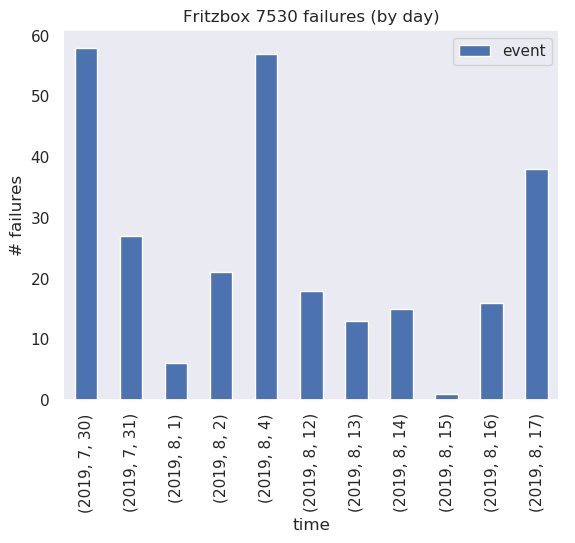 Fritzbox 7530 failures (by day)
event
# failures
60
50
40
30
20
10
0
(2019, 7, 30)
(2019, 7, 31)
(2019, 8, 1)
(2019, 8, 2)
(2019, 8, 4)
(2019, 8, 12)
(2019, 8, 13)
(2019, 8, 14)
(2019, 8, 15)
(2019, 8, 16)
(2019, 8, 17)
time